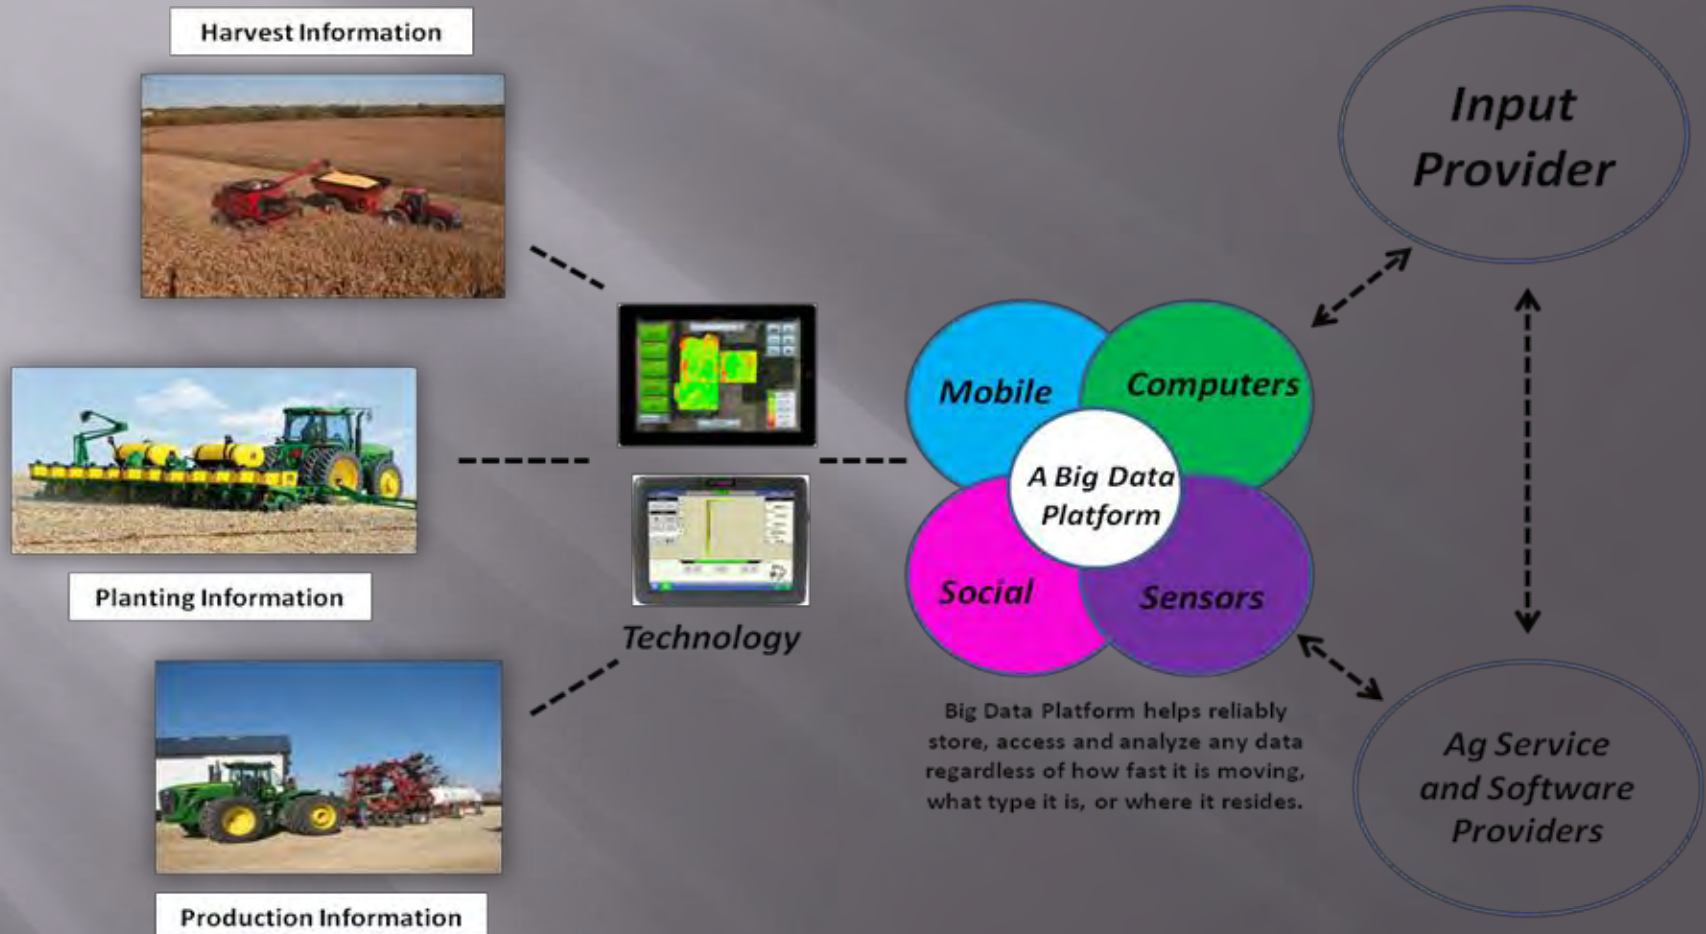 Harvest Information
Planting Information
Production Information
Technology
Mobile
Computers
A Big Data
Platform
Social
Sensors
Big Data Platform helps reliably
store, access and analyze any data
regardless of how fast it is moving,
what type it is, or where it resides.
Input
Provider
Ag Service
and Software
Providers